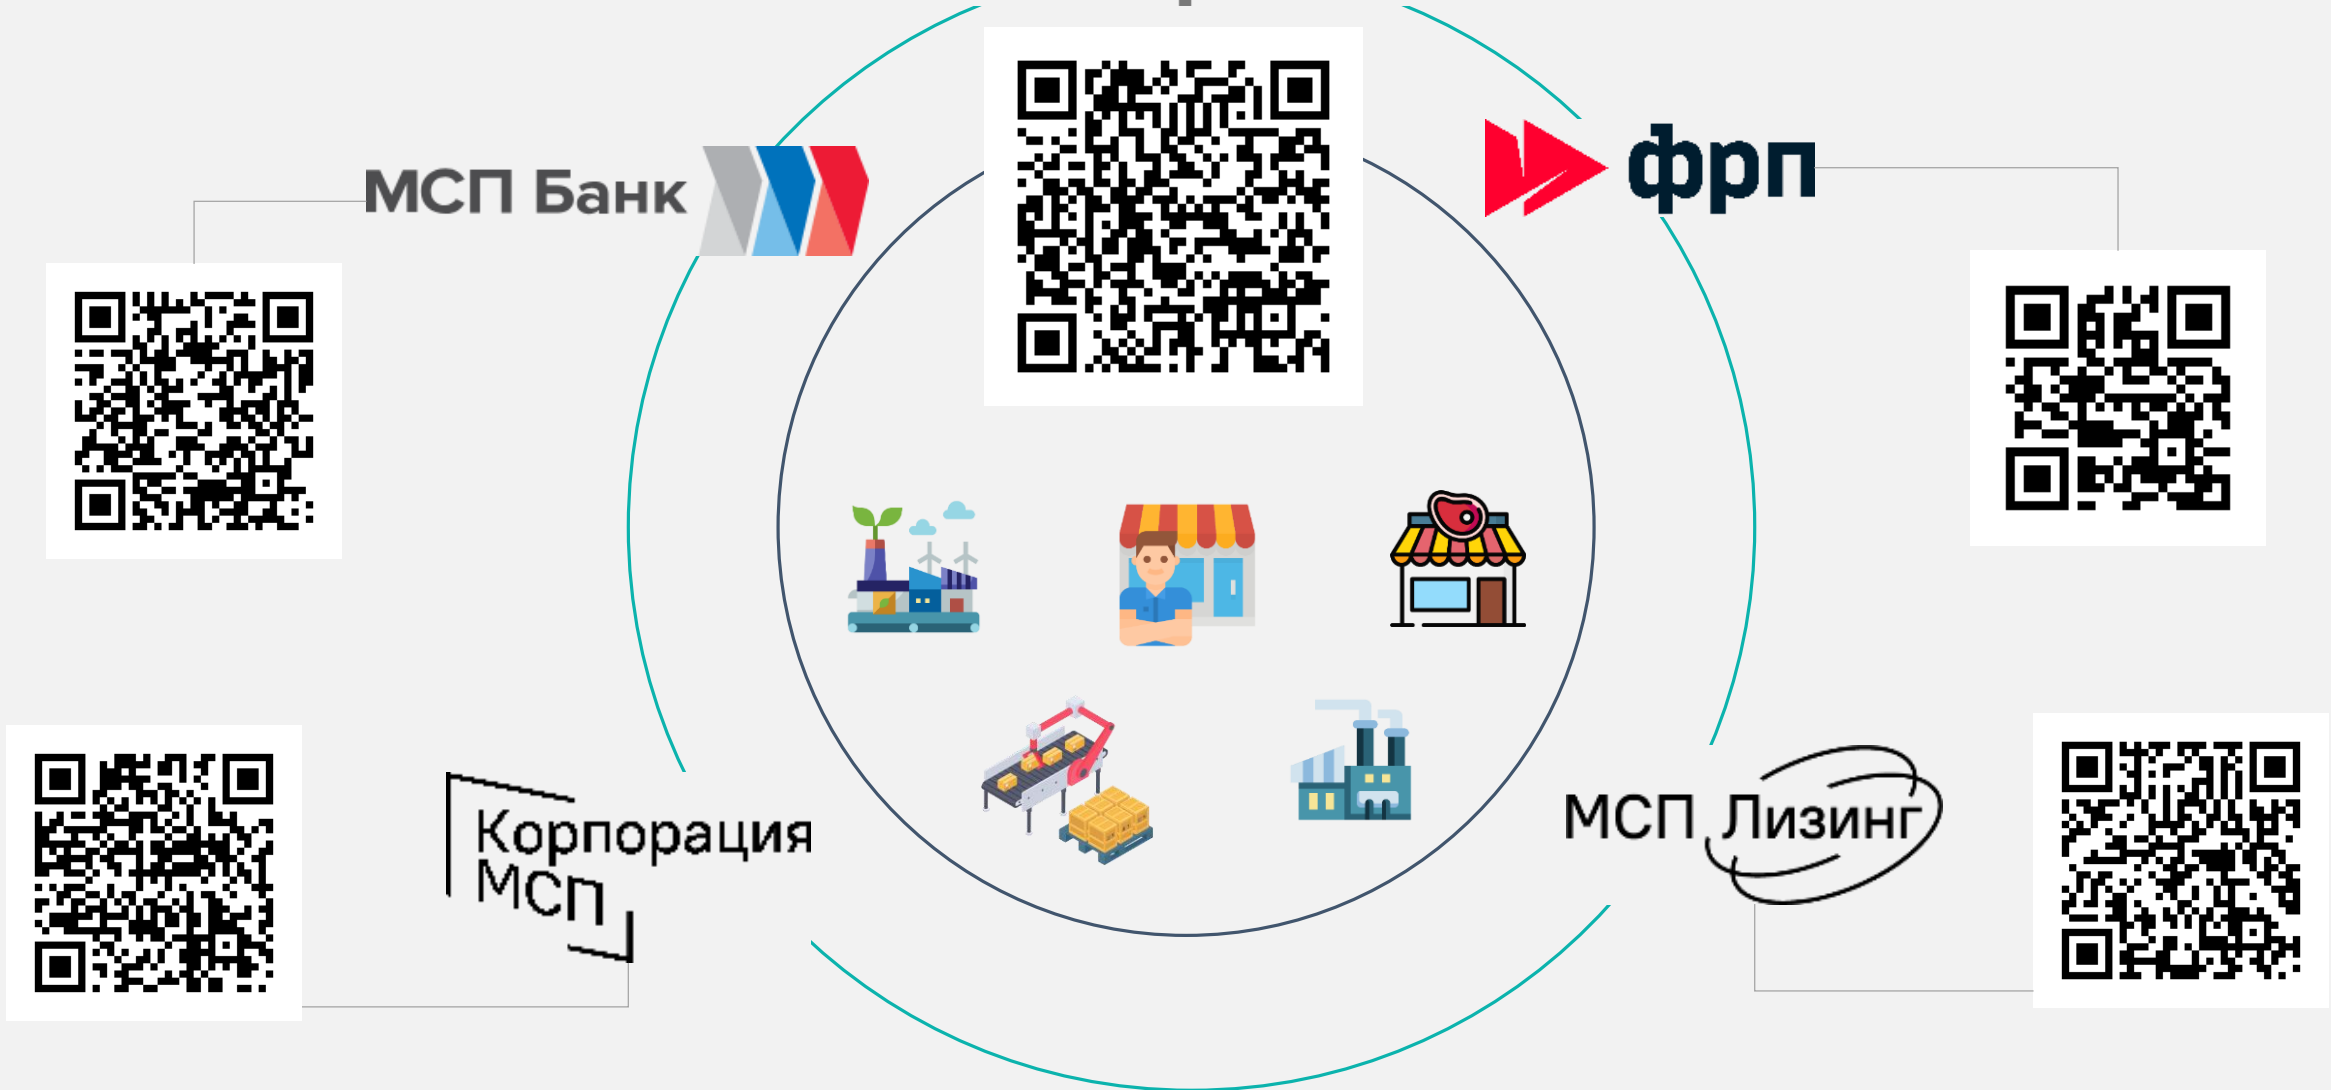 МСП Банк
фрп
Корпорация
МСП
МСП Лизинг